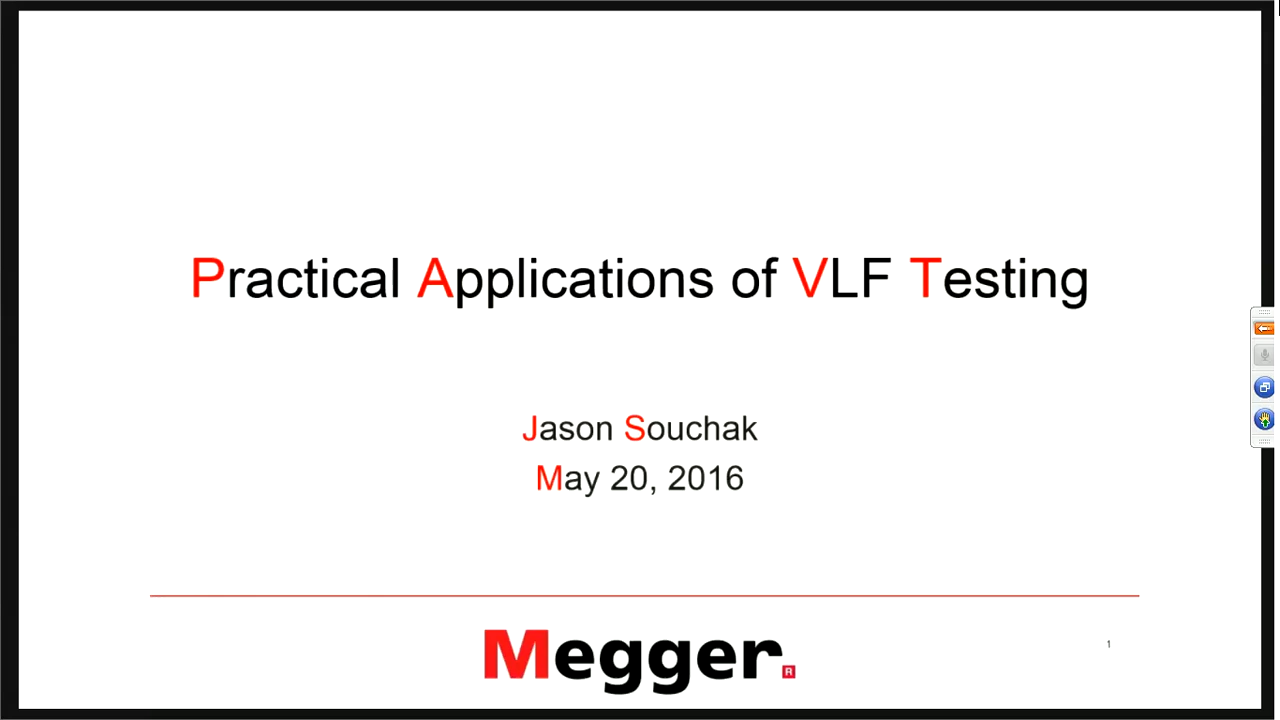 Practical Applications of VLF Testing
Jason Souchak
May 20, 2016
Megger R
1